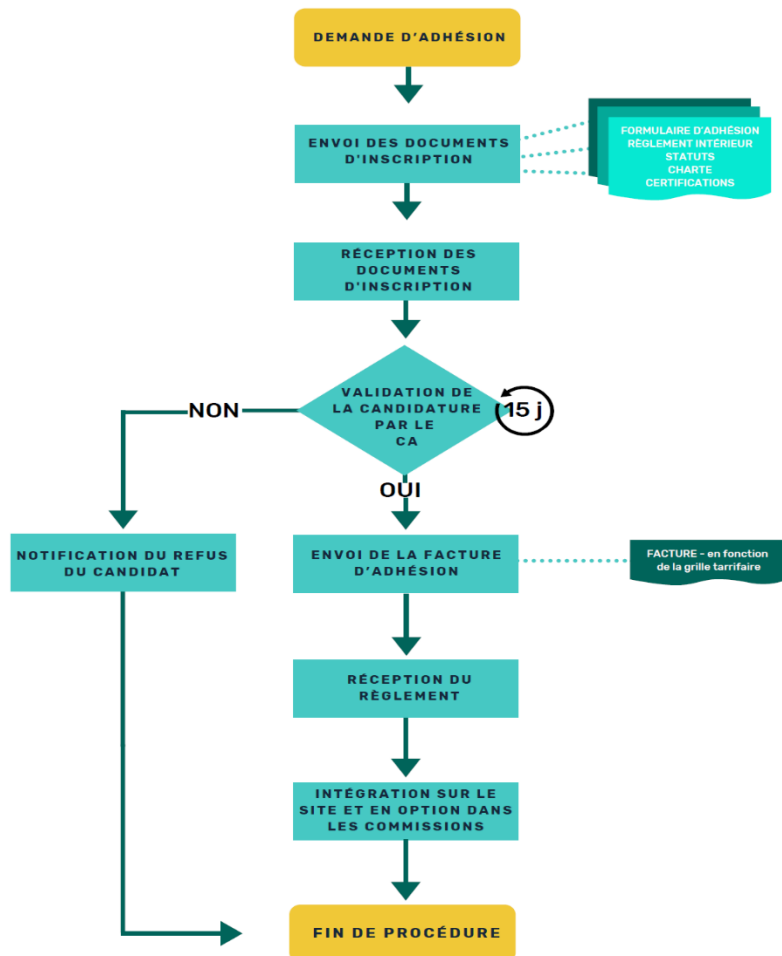 DEMANDE D'ADHÉSION
ENVOI DES DOCUMENTS
D'INSCRIPTION
FORMULAIRE D'ADHÉSION
RÈGLEMENT INTÉRIEUR
STATUTS
CHARTE
CERTIFICATIONS
RÉCEPTION DES
DOCUMENTS
D'INSCRIPTION
VALIDATION DE
LA CANDIDATURE
PAR LE
CA
15 j
NON
OUI
NOTIFICATION DU REFUS
DU CANDIDAT
ENVOI DE LA FACTURE
D'ADHÉSION
FACTURE - en fonction
de la grille tarrifaire
RÉCEPTION DU
RÈGLEMENT
INTÉGRATION SUR LE
SITE ET EN OPTION DANS
LES COMMISSIONS
FIN DE PROCÉDURE